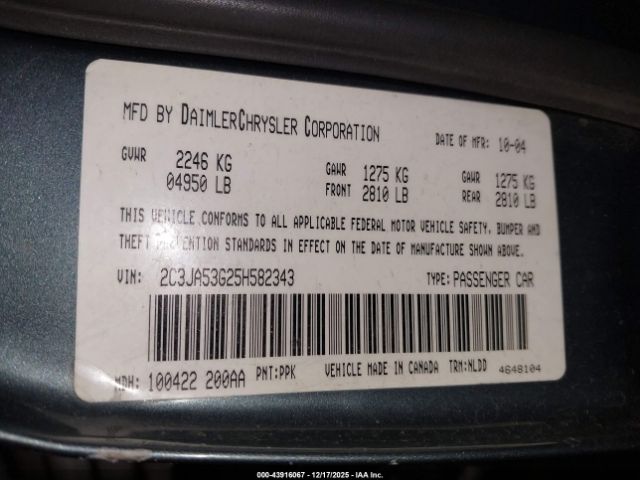 MFD BY DAIMLERCHRYSLER CORPORATION DATE OF MFR: 10-04
GVWR 2246 KG GAWR 1275 KG GAWR 1275 KG
04950 LB FRONT 2810 LB REAR 2810 LB
THIS VEHICLE CONFORMS TO ALL APPLICABLE FEDERAL MOTOR VEHICLE SAFETY, BUMPER AND
THEFT PREVENTION STANDARDS IN EFFECT ON THE DATE OF MANUFACTURE SHOWN ABOVE.
VIN: 2C3JA53G25H582343 TYPE: PASSENGER CAR
MDH: 100422 200AA PNT:PPK VEHICLE MADE IN CANADA TRM:NLDD 4648104
000-43916067 - 12/17/2025 - IAA Inc.